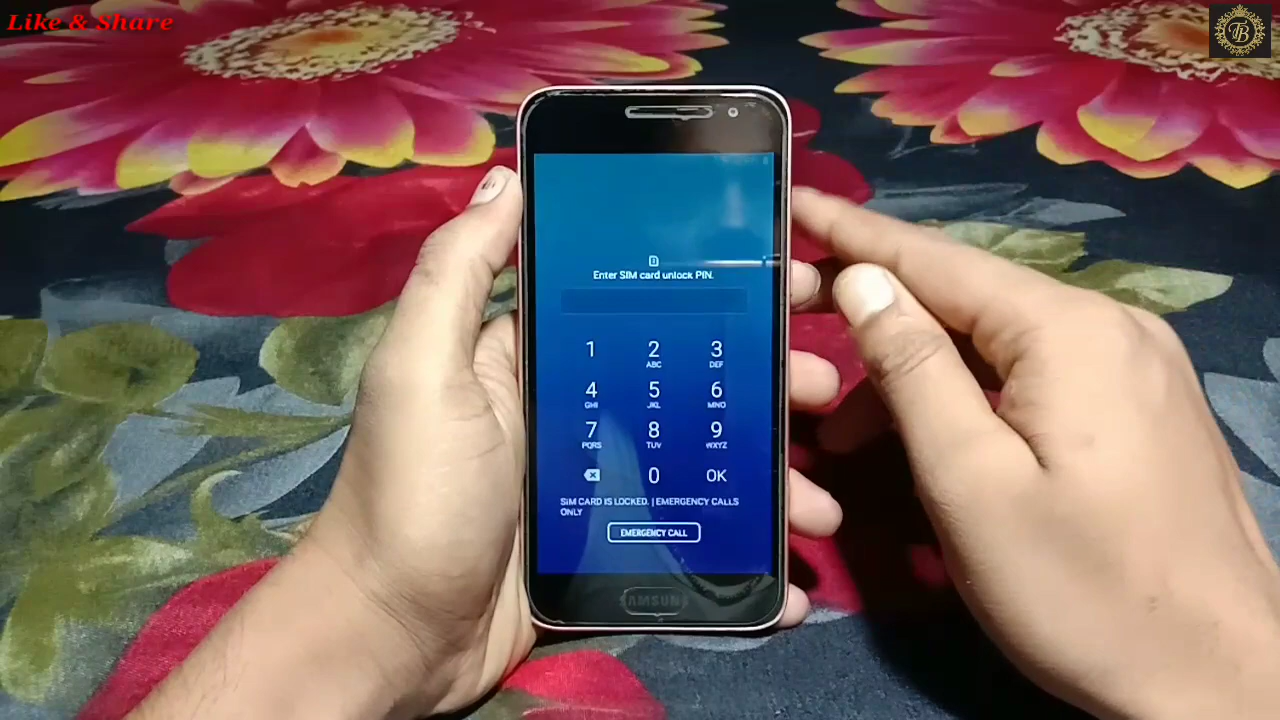 Like & Share
TB
Enter SIM card unlock PIN.
1
2
3
ABC
DEF
4
5
6
GHI
JKL
MNO
7
8
9
PQRS
TUV
WXYZ
0
OK
SIM CARD IS LOCKED. | EMERGENCY CALLS
ONLY
EMERGENCY CALL
SAMSUNG